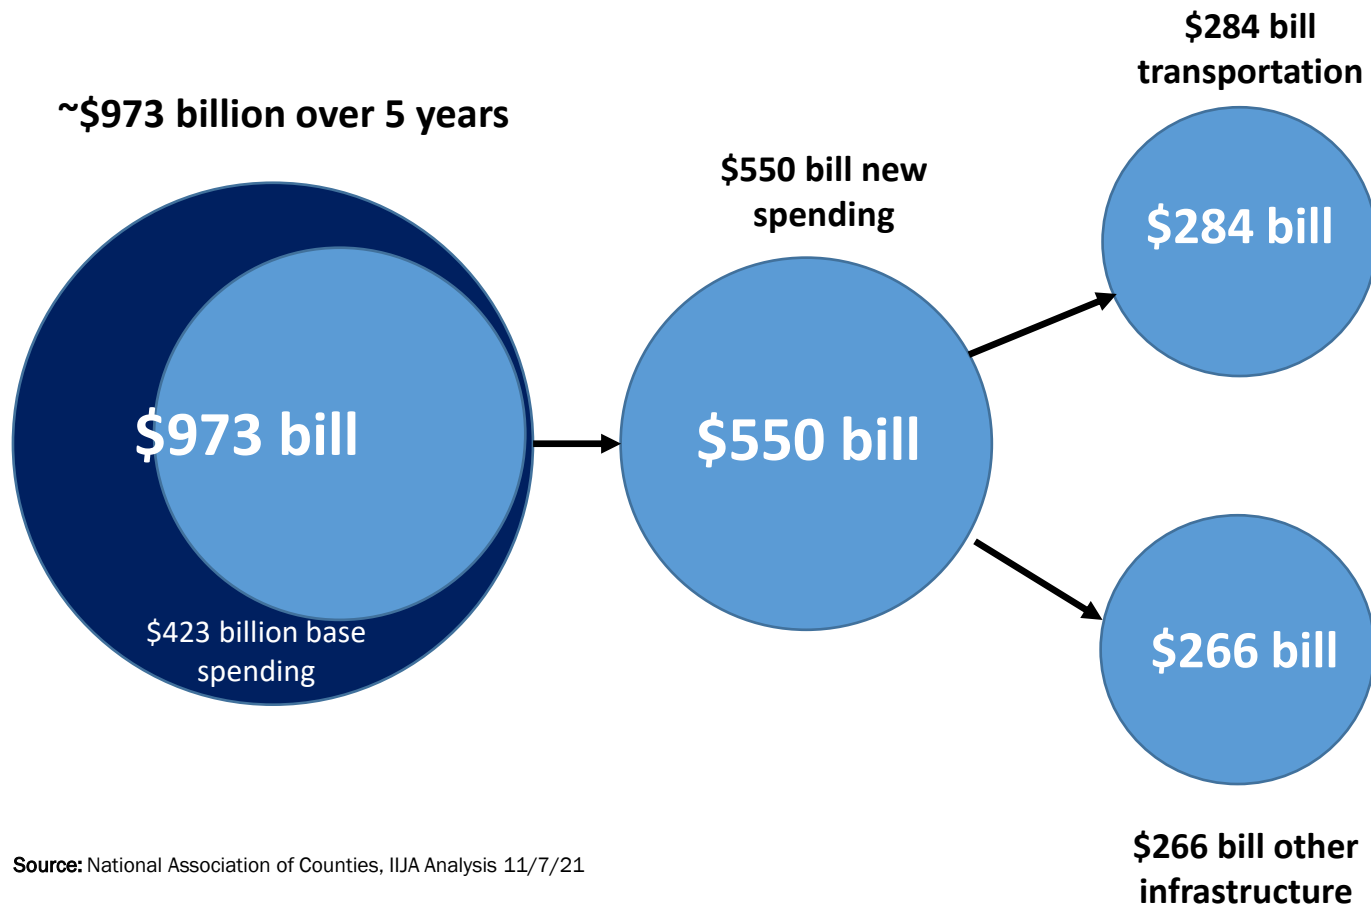 ~$973 billion over 5 years
$973 bill
$423 billion base
spending
$550 bill new
spending
$550 bill
$284 bill
transportation
$284 bill
$266 bill
$266 bill other
infrastructure
Source: National Association of Counties, IIJA Analysis 11/7/21